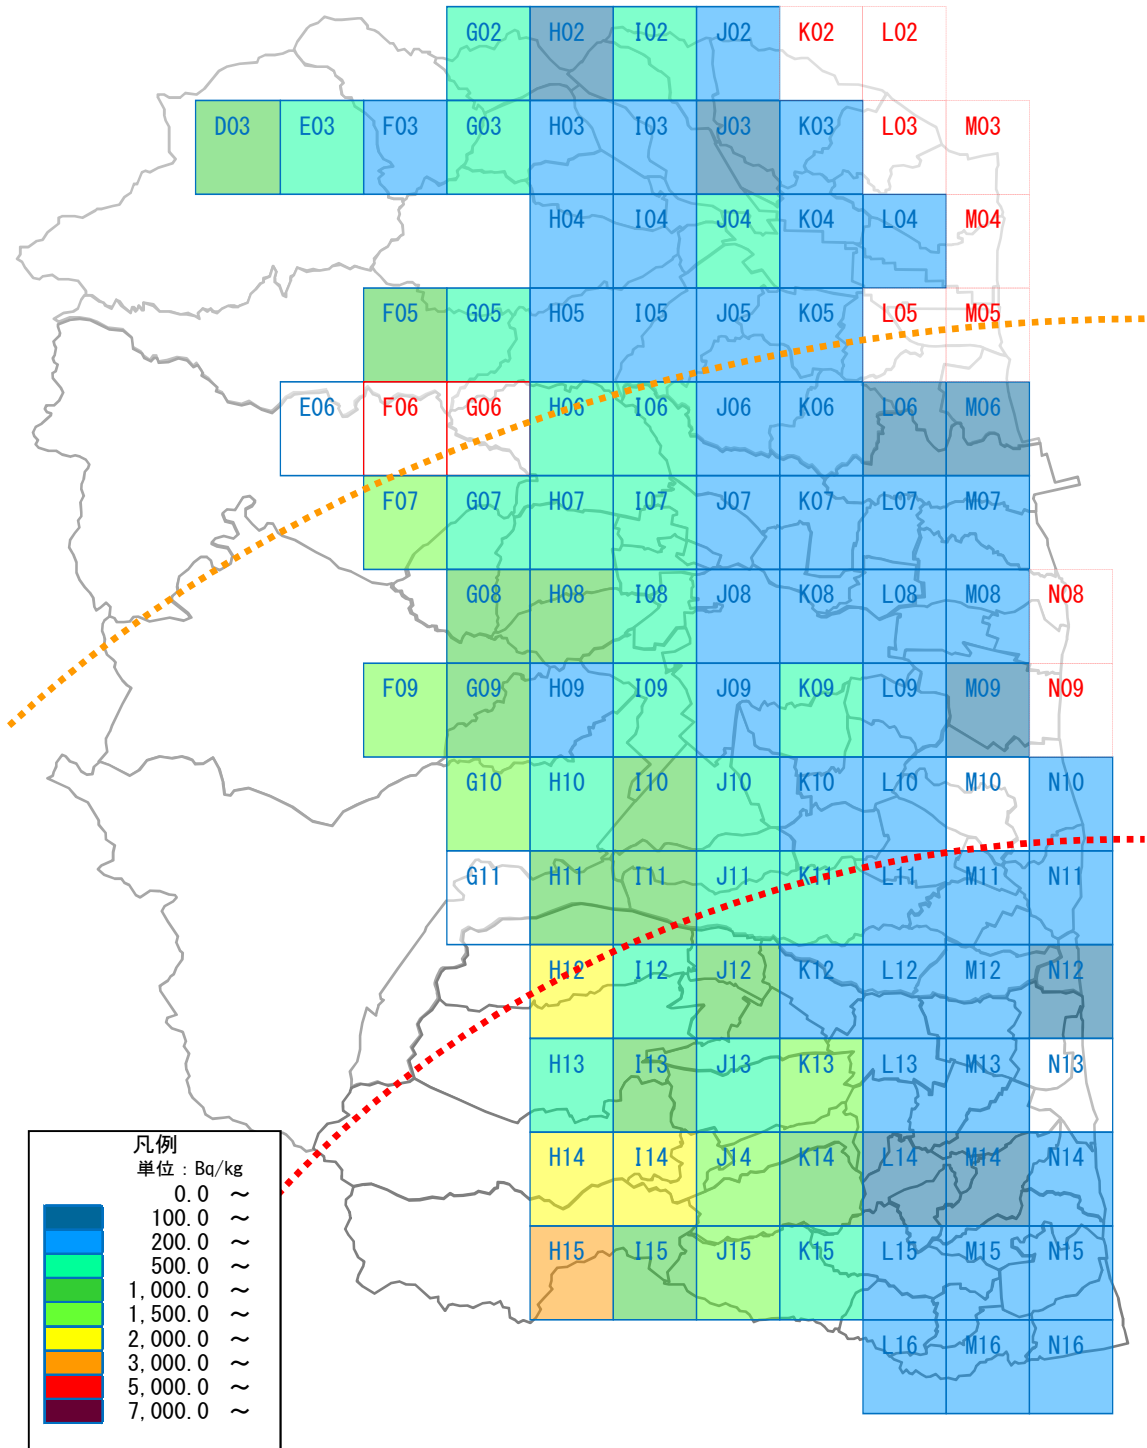 G02 H02 I02 J02 K02 L02
D03 E03 F03 G03 H03 I03 J03 K03 L03 M03
H04 I04 J04 K04 L04 M04
F05 G05 H05 I05 J05 K05 L05 M05
E06 F06 G06 H06 I06 J06 K06 L06 M06
F07 G07 H07 I07 J07 K07 L07 M07
G08 H08 I08 J08 K08 L08 M08 N08
F09 G09 H09 I09 J09 K09 L09 M09 N09
G10 H10 I10 J10 K10 L10 M10 N10
G11 H11 I11 J11 K11 L11 M11 N11
H12 I12 J12 K12 L12 M12 N12
H13 I13 J13 K13 L13 M13 N13
H14 I14 J14 K14 L14 M14 N14
H15 I15 J15 K15 L15 M15 N15
L16 M16 N16
凡例
単位:Bq/kg
0.0 ～
100.0 ～
200.0 ～
500.0 ～
1,000.0 ～
1,500.0 ～
2,000.0 ～
3,000.0 ～
5,000.0 ～
7,000.0 ～